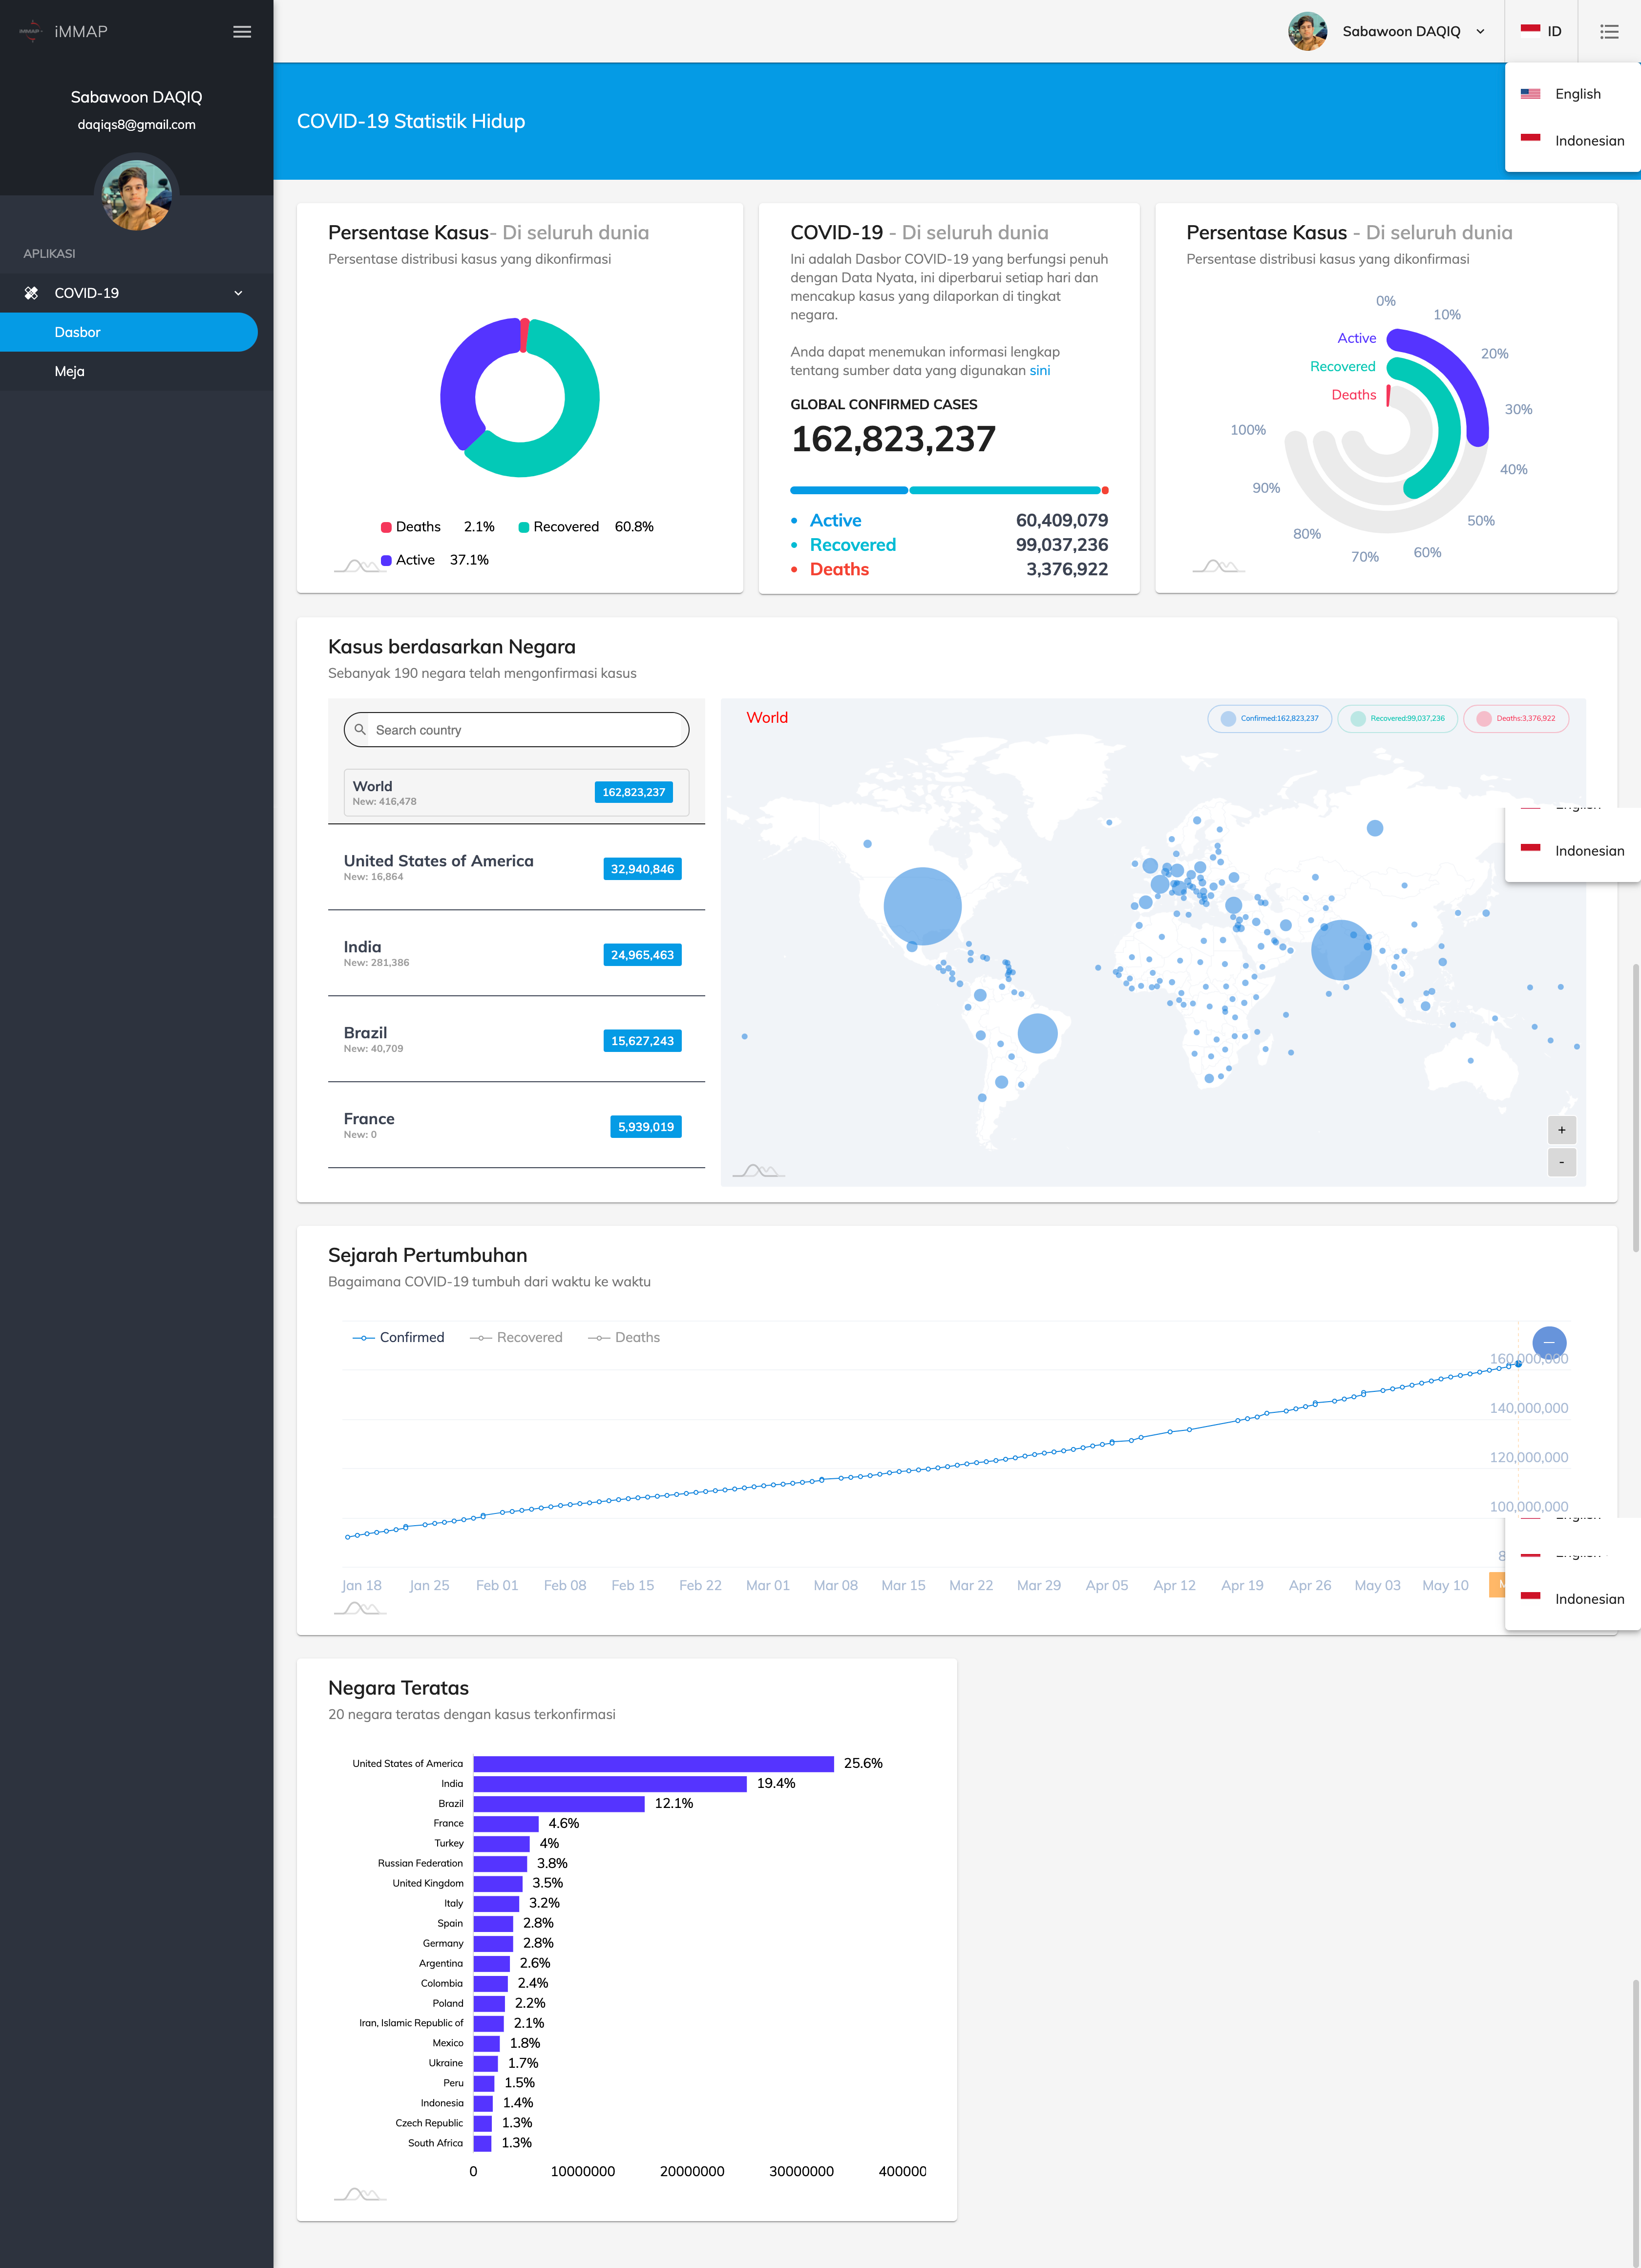 iMMAP
Sabawoon DAQIQ
daqiqs8@gmail.com
APLIKASI
COVID-19
Dasbor
Meja
Sabawoon DAQIQ
ID
English
Indonesian
COVID-19 Statistik Hidup
Persentase Kasus- Di seluruh dunia
Persentase distribusi kasus yang dikonfirmasi
Deaths 2.1% Recovered 60.8%
Active 37.1%
COVID-19 - Di seluruh dunia
Ini adalah Dasbor COVID-19 yang berfungsi penuh
dengan Data Nyata, ini diperbarui setiap hari dan
mencakup kasus yang dilaporkan di tingkat
negara.
Anda dapat menemukan informasi lengkap
tentang sumber data yang digunakan sini
GLOBAL CONFIRMED CASES
162,823,237
Active 60,409,079
Recovered 99,037,236
Deaths 3,376,922
Persentase Kasus - Di seluruh dunia
Persentase distribusi kasus yang dikonfirmasi
Active
Recovered
Deaths
0%
10%
20%
30%
40%
50%
60%
70%
80%
90%
100%
Kasus berdasarkan Negara
Sebanyak 190 negara telah mengonfirmasi kasus
Search country
World
New: 416,478
162,823,237
United States of America
New: 16,864
32,940,846
India
New: 281,386
24,965,463
Brazil
New: 40,709
15,627,243
France
New: 0
5,939,019
World
Confirmed:162,823,237
Recovered:99,037,236
Deaths:3,376,922
English
Indonesian
+
-
Sejarah Pertumbuhan
Bagaimana COVID-19 tumbuh dari waktu ke waktu
Confirmed Recovered Deaths
160,000,000
140,000,000
120,000,000
100,000,000
8
Jan 18 Jan 25 Feb 01 Feb 08 Feb 15 Feb 22 Mar 01 Mar 08 Mar 15 Mar 22 Mar 29 Apr 05 Apr 12 Apr 19 Apr 26 May 03 May 10
Indonesian
Negara Teratas
20 negara teratas dengan kasus terkonfirmasi
United States of America 25.6%
India 19.4%
Brazil 12.1%
France 4.6%
Turkey 4%
Russian Federation 3.8%
United Kingdom 3.5%
Italy 3.2%
Spain 2.8%
Germany 2.8%
Argentina 2.6%
Colombia 2.4%
Poland 2.2%
Iran, Islamic Republic of 2.1%
Mexico 1.8%
Ukraine 1.7%
Peru 1.5%
Indonesia 1.4%
Czech Republic 1.3%
South Africa 1.3%
0 10000000 20000000 30000000 400000